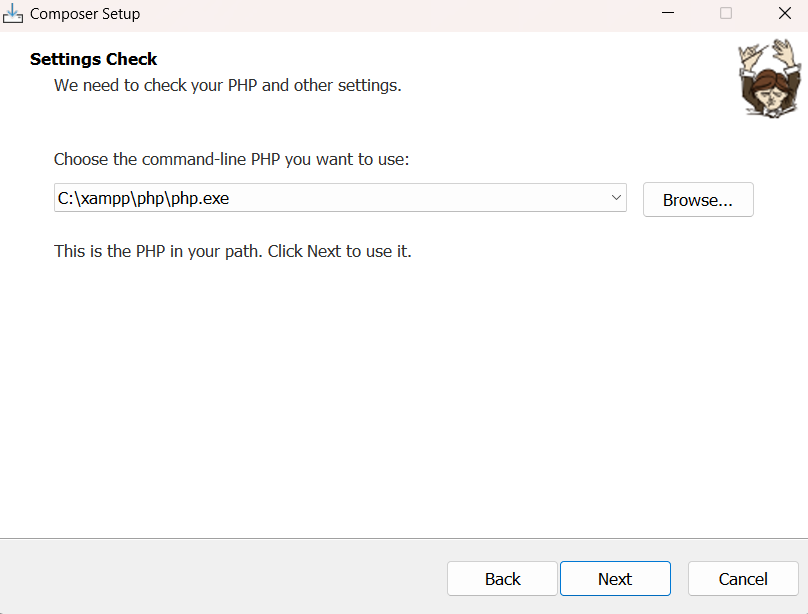 Composer Setup
Settings Check
We need to check your PHP and other settings.
Choose the command-line PHP you want to use:
C:\xampp\php\php.exe
Browse...
This is the PHP in your path. Click Next to use it.
Back
Next
Cancel